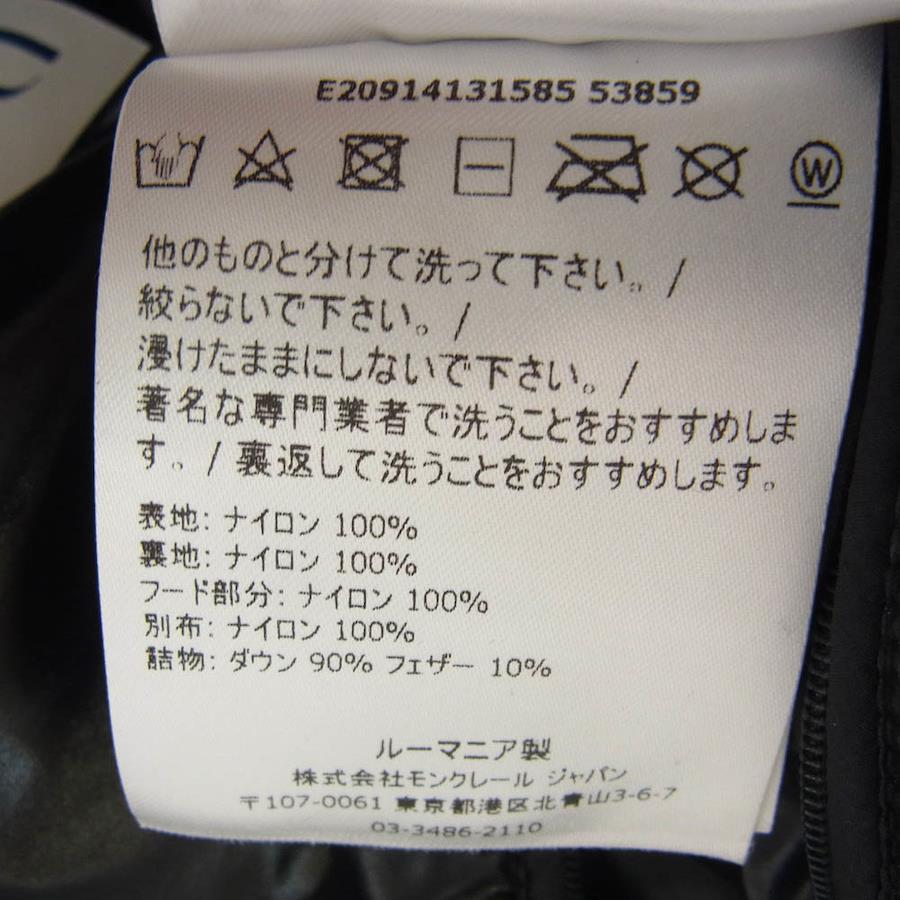 E20914131585 53859
W
他のものと分けて洗って下さい。/
絞らないで下さい。/
浸けたままにしないで下さい。/
著名な専門業者で洗うことをおすすめしま
す。/ 裏返して洗うことをおすすめします。
表地: ナイロン 100%
裏地: ナイロン 100%
フード部分: ナイロン 100%
別布: ナイロン 100%
詰物: ダウン 90% フェザー 10%
ルーマニア製
株式会社モンクレール ジャパン
〒107-0061 東京都港区北青山3-6-7
03-3486-2110